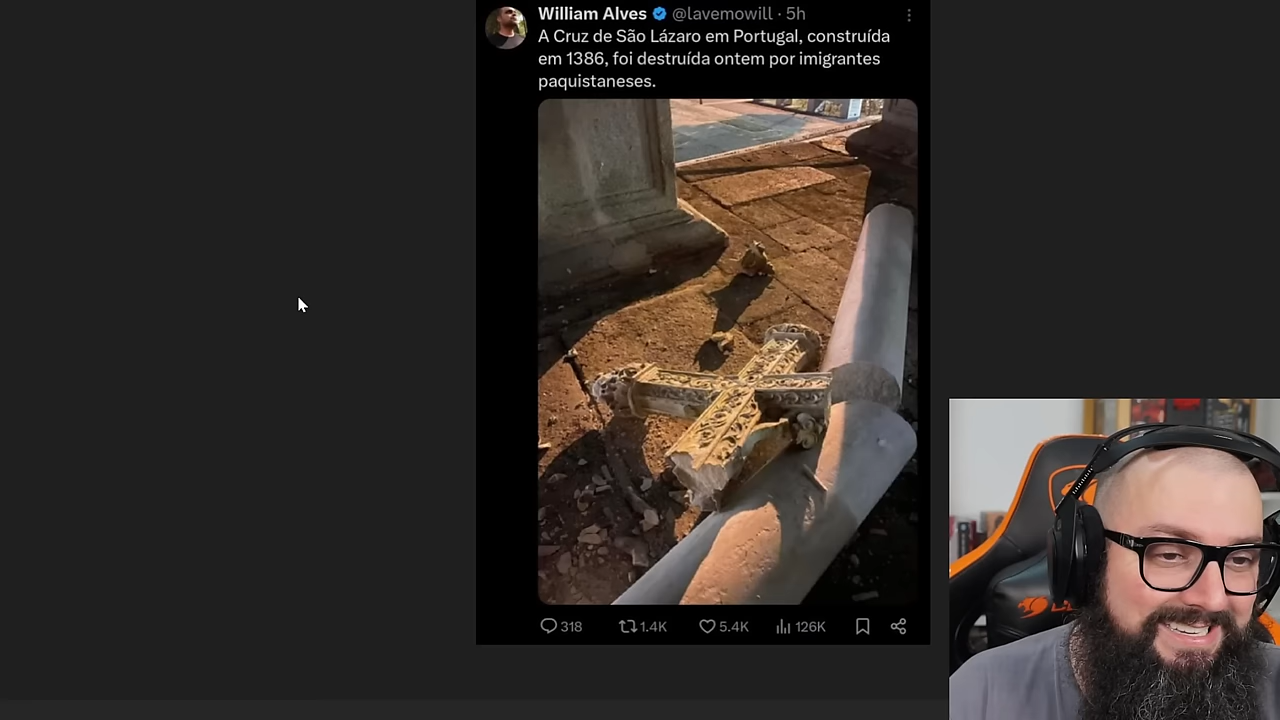 William Alves @lavemowill · 5h
A Cruz de São Lázaro em Portugal, construída
em 1386, foi destruída ontem por imigrantes
paquistaneses.
318 1.4K 5.4K 126K